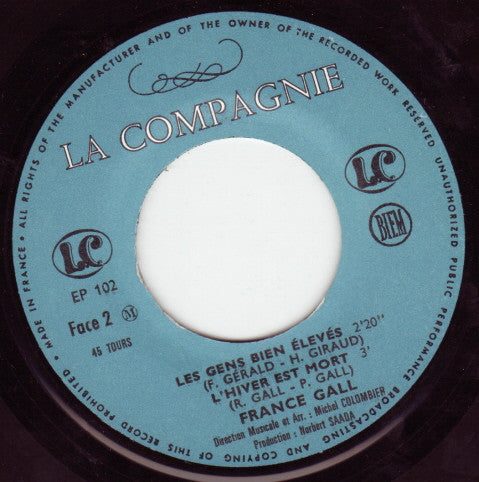 ALL RIGHTS OF THE MANUFACTURER AND OF THE OWNER OF THE RECORDED WORK RESERVED UNAUTHORIZED PUBLIC PERFORMANCE BROADCASTING AND COPYING OF THIS RECORD PROHIBITED • MADE IN FRANCE •
LA COMPAGNIE
LC
BIEM
LC
EP 102
Face 2 M
45 TOURS
LES GENS BIEN ÉLEVÉS 2'20"
(F. GÉRALD - H. GIRAUD)
L'HIVER EST MORT 3'
(R. GALL - P. GALL)
FRANCE GALL
Direction Musicale et Arr : Michel COLOMBIER
Production : Norbert SAADA